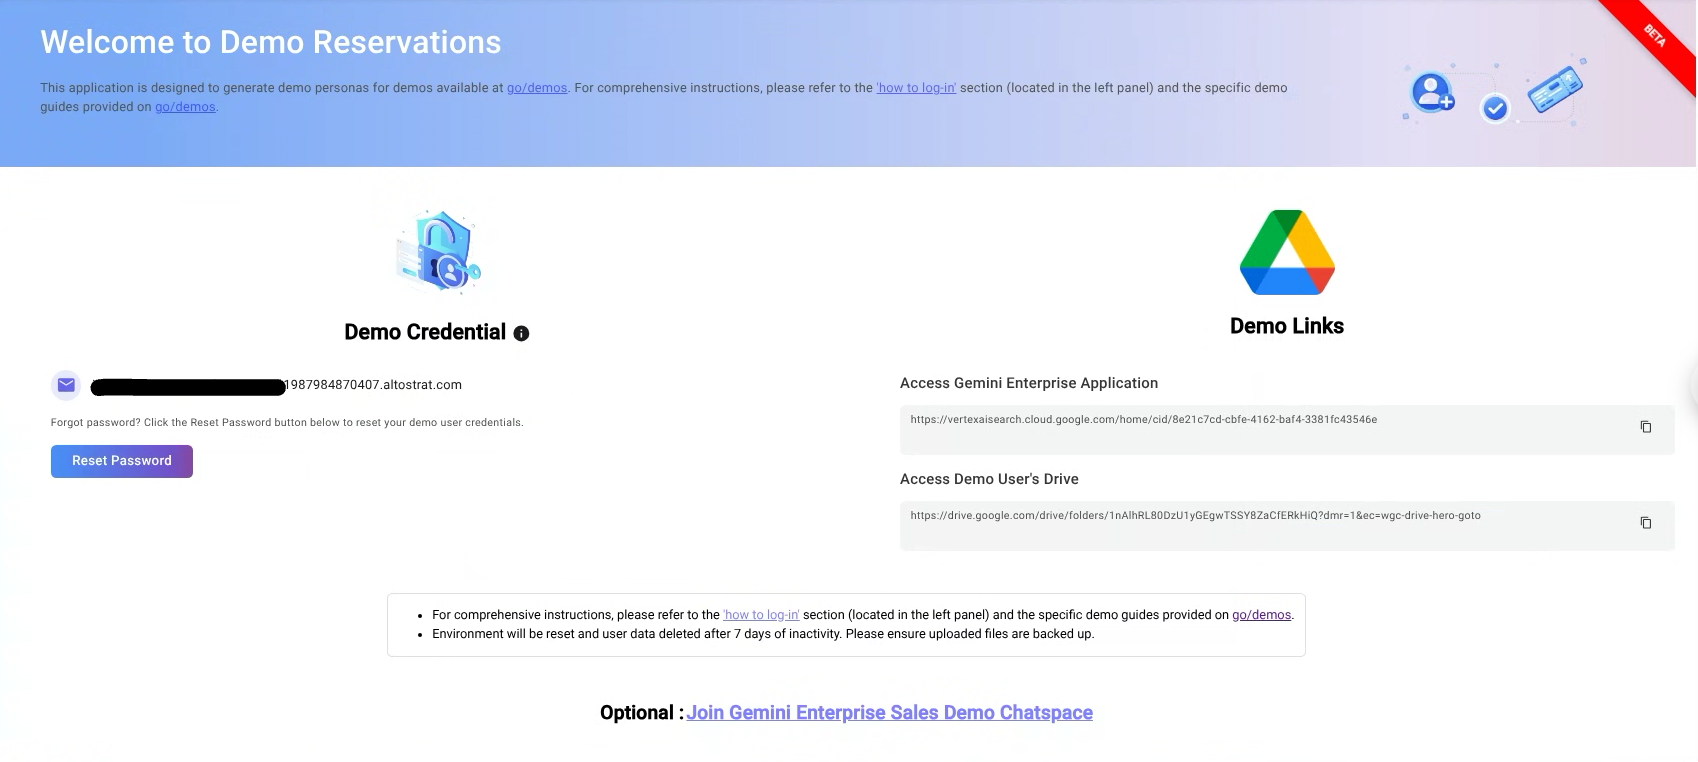 Welcome to Demo Reservations
BETA
This application is designed to generate demo personas for demos available at go/demos. For comprehensive instructions, please refer to the 'how to log-in' section (located in the left panel) and the specific demo
guides provided on go/demos.
Demo Credential
1987984870407.altostrat.com
Forgot password? Click the Reset Password button below to reset your demo user credentials.
Reset Password
Demo Links
Access Gemini Enterprise Application
https://vertexaisearch.cloud.google.com/home/cid/8e21c7cd-cbfe-4162-baf4-3381fc43546e
Access Demo User's Drive
https://drive.google.com/drive/folders/1nAlhRL80DzU1yGEgwTSSY8ZaCfERkHiQ?dmr=1&ec=wgc-drive-hero-goto
• For comprehensive instructions, please refer to the 'how to log-in' section (located in the left panel) and the specific demo guides provided on go/demos.
• Environment will be reset and user data deleted after 7 days of inactivity. Please ensure uploaded files are backed up.
Optional : Join Gemini Enterprise Sales Demo Chatspace